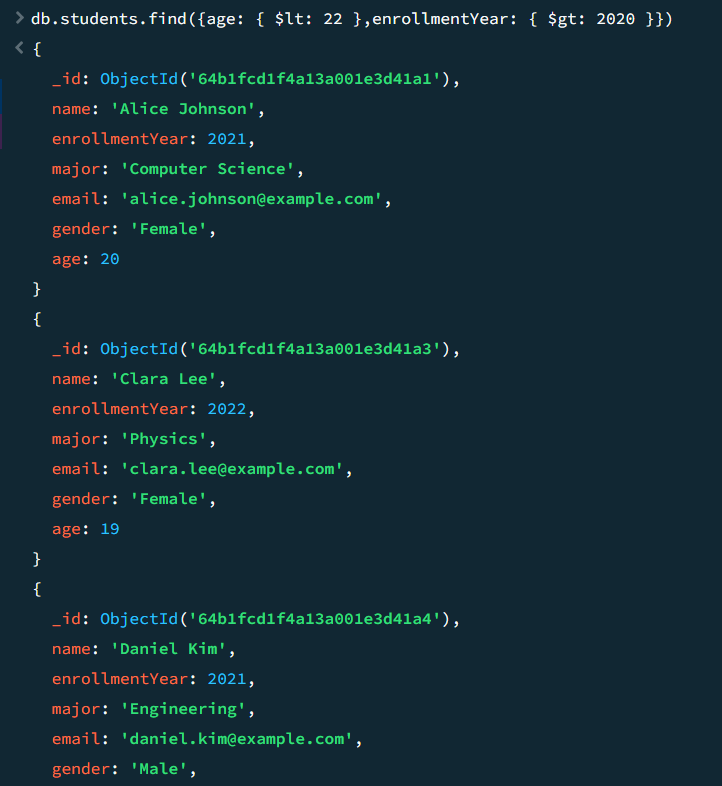 > db.students.find({age: { $lt: 22 },enrollmentYear: { $gt: 2020 }})
< {
_id: ObjectId('64b1fcd1f4a13a001e3d41a1'),
name: 'Alice Johnson',
enrollmentYear: 2021,
major: 'Computer Science',
email: 'alice.johnson@example.com',
gender: 'Female',
age: 20
}
{
_id: ObjectId('64b1fcd1f4a13a001e3d41a3'),
name: 'Clara Lee',
enrollmentYear: 2022,
major: 'Physics',
email: 'clara.lee@example.com',
gender: 'Female',
age: 19
}
{
_id: ObjectId('64b1fcd1f4a13a001e3d41a4'),
name: 'Daniel Kim',
enrollmentYear: 2021,
major: 'Engineering',
email: 'daniel.kim@example.com',
gender: 'Male',